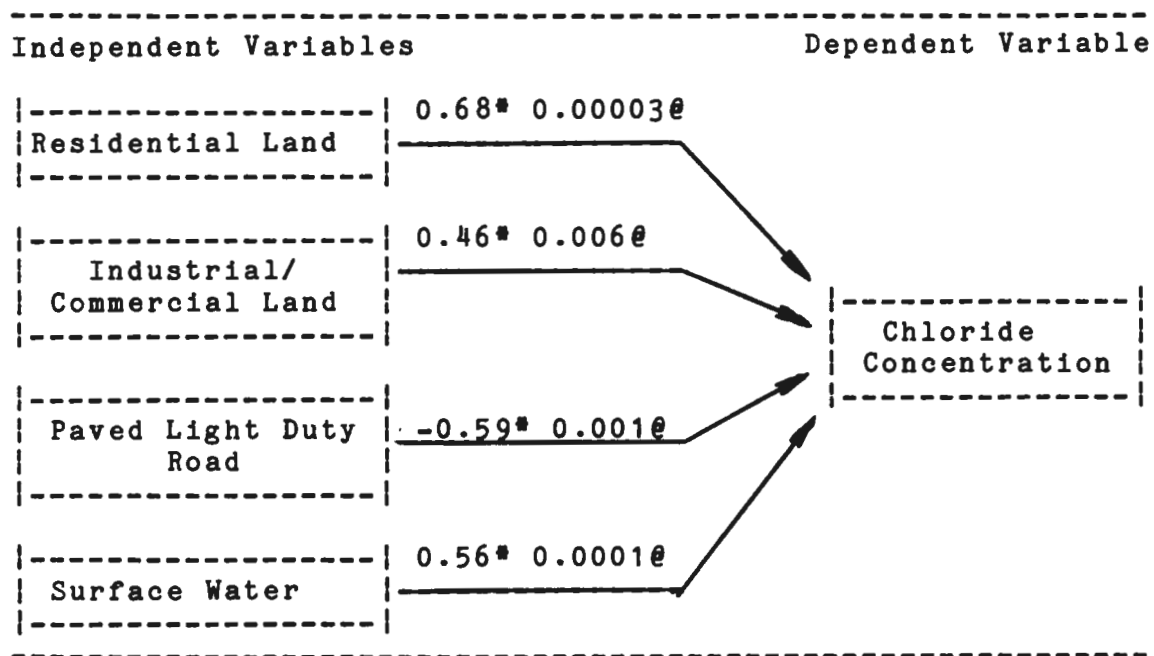 Independent Variables Dependent Variable
0.68* 0.00003@
Residential Land
0.46* 0.006@
Industrial/
Commercial Land
Chloride
Concentration
Paved Light Duty
Road
-0.59* 0.001@
0.56* 0.0001@
Surface Water